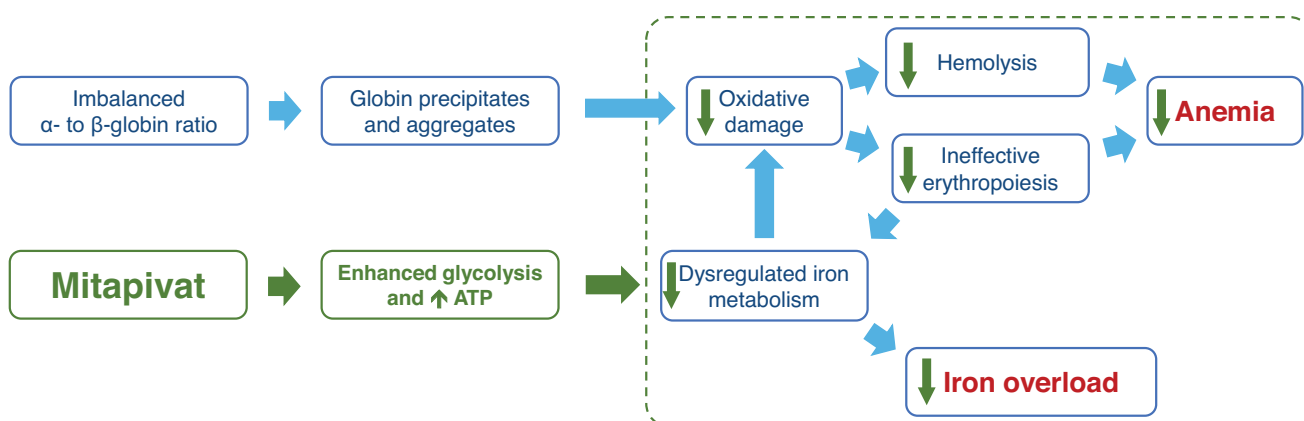 Imbalanced
α- to β-globin ratio
Globin precipitates
and aggregates
Oxidative
damage
Hemolysis
Ineffective
erythropoiesis
Anemia
Mitapivat
Enhanced glycolysis
and ↑ ATP
Dysregulated iron
metabolism
Iron overload